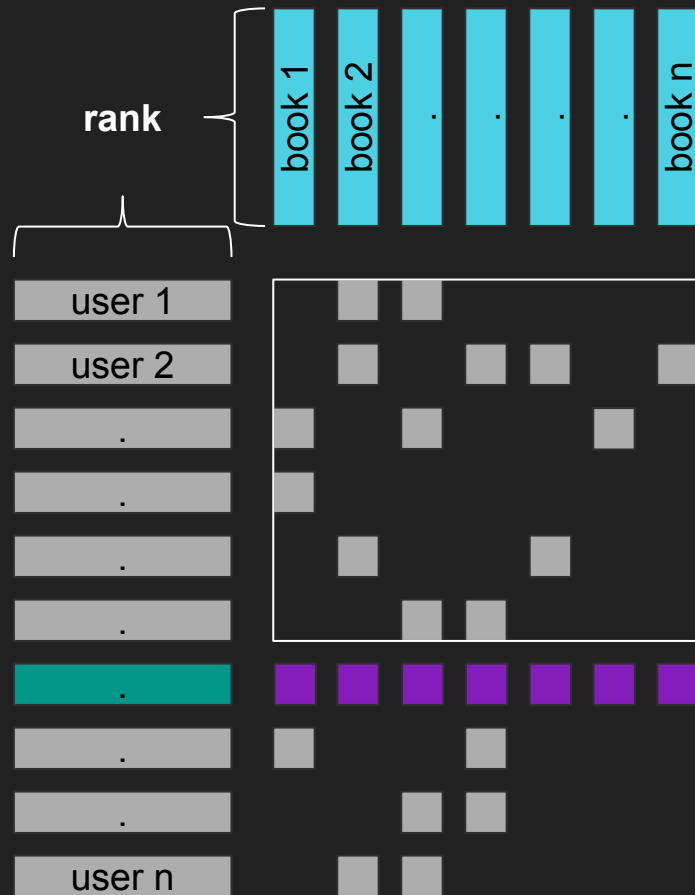 rank
book 1
book 2
.
.
.
.
book n
user 1
user 2
.
.
.
.
.
.
.
user n